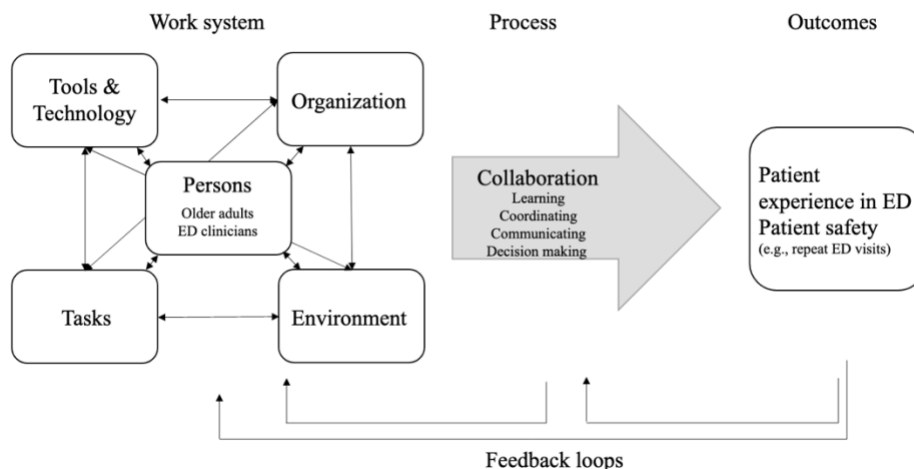 Work system
Process
Outcomes
Tools &
Technology
Organization
Persons
Older adults
ED clinicians
Tasks
Environment
Collaboration
Learning
Coordinating
Communicating
Decision making
Patient
experience in ED
Patient safety
(e.g., repeat ED visits)
Feedback loops